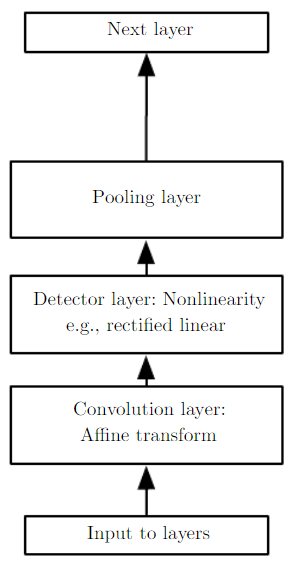 Next layer
Pooling layer
Detector layer: Nonlinearity
e.g., rectified linear
Convolution layer:
Affine transform
Input to layers